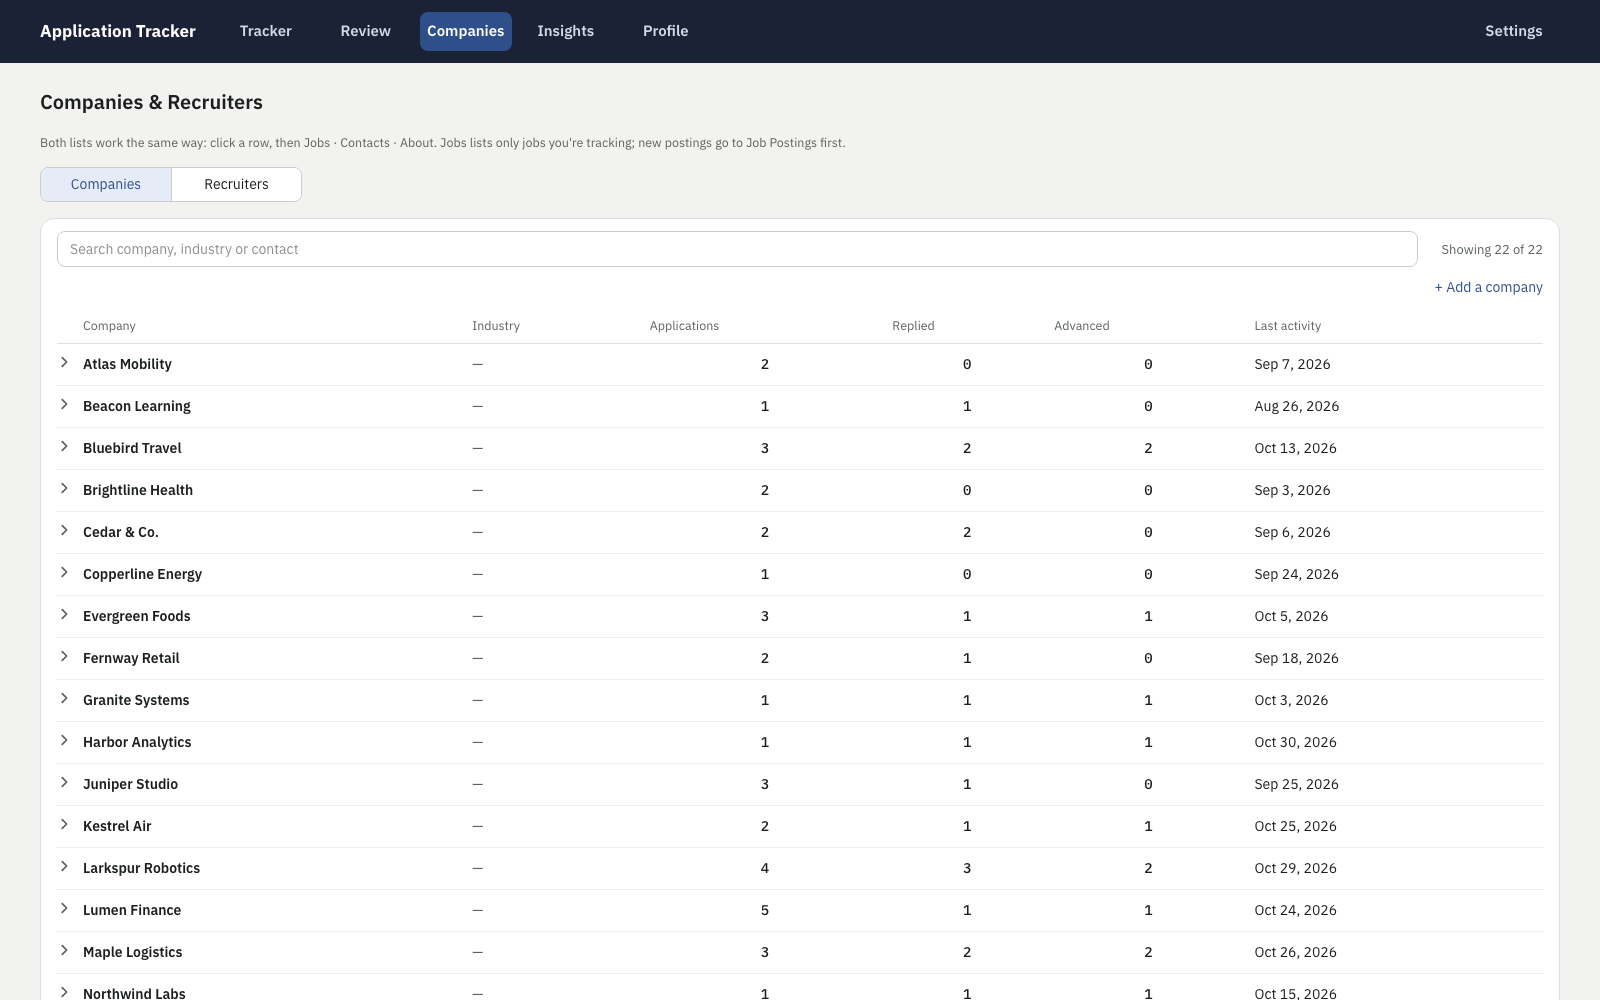 Application Tracker Tracker Review Companies Insights Profile Settings
Companies & Recruiters
Both lists work the same way: click a row, then Jobs · Contacts · About. Jobs lists only jobs you're tracking; new postings go to Job Postings first.
Companies Recruiters
Search company, industry or contact Showing 22 of 22
+ Add a company
Company Industry Applications Replied Advanced Last activity
Atlas Mobility — 2 0 0 Sep 7, 2026
Beacon Learning — 1 1 0 Aug 26, 2026
Bluebird Travel — 3 2 2 Oct 13, 2026
Brightline Health — 2 0 0 Sep 3, 2026
Cedar & Co. — 2 2 0 Sep 6, 2026
Copperline Energy — 1 0 0 Sep 24, 2026
Evergreen Foods — 3 1 1 Oct 5, 2026
Fernway Retail — 2 1 0 Sep 18, 2026
Granite Systems — 1 1 1 Oct 3, 2026
Harbor Analytics — 1 1 1 Oct 30, 2026
Juniper Studio — 3 1 0 Sep 25, 2026
Kestrel Air — 2 1 1 Oct 25, 2026
Larkspur Robotics — 4 3 2 Oct 29, 2026
Lumen Finance — 5 1 1 Oct 24, 2026
Maple Logistics — 3 2 2 Oct 26, 2026
Northwind Labs — 1 1 1 Oct 15, 2026